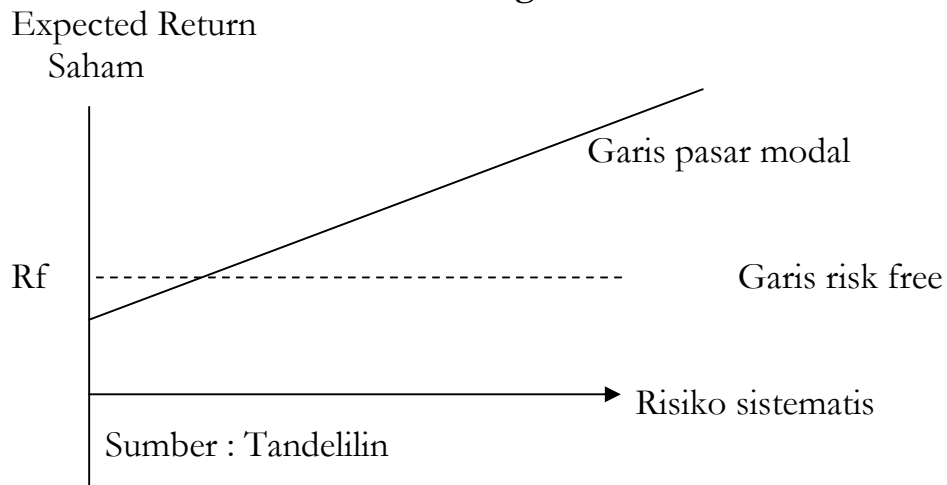 Expected Return
Saham
Garis pasar modal
Rf
Garis risk free
Risiko sistematis
Sumber : Tandelilin